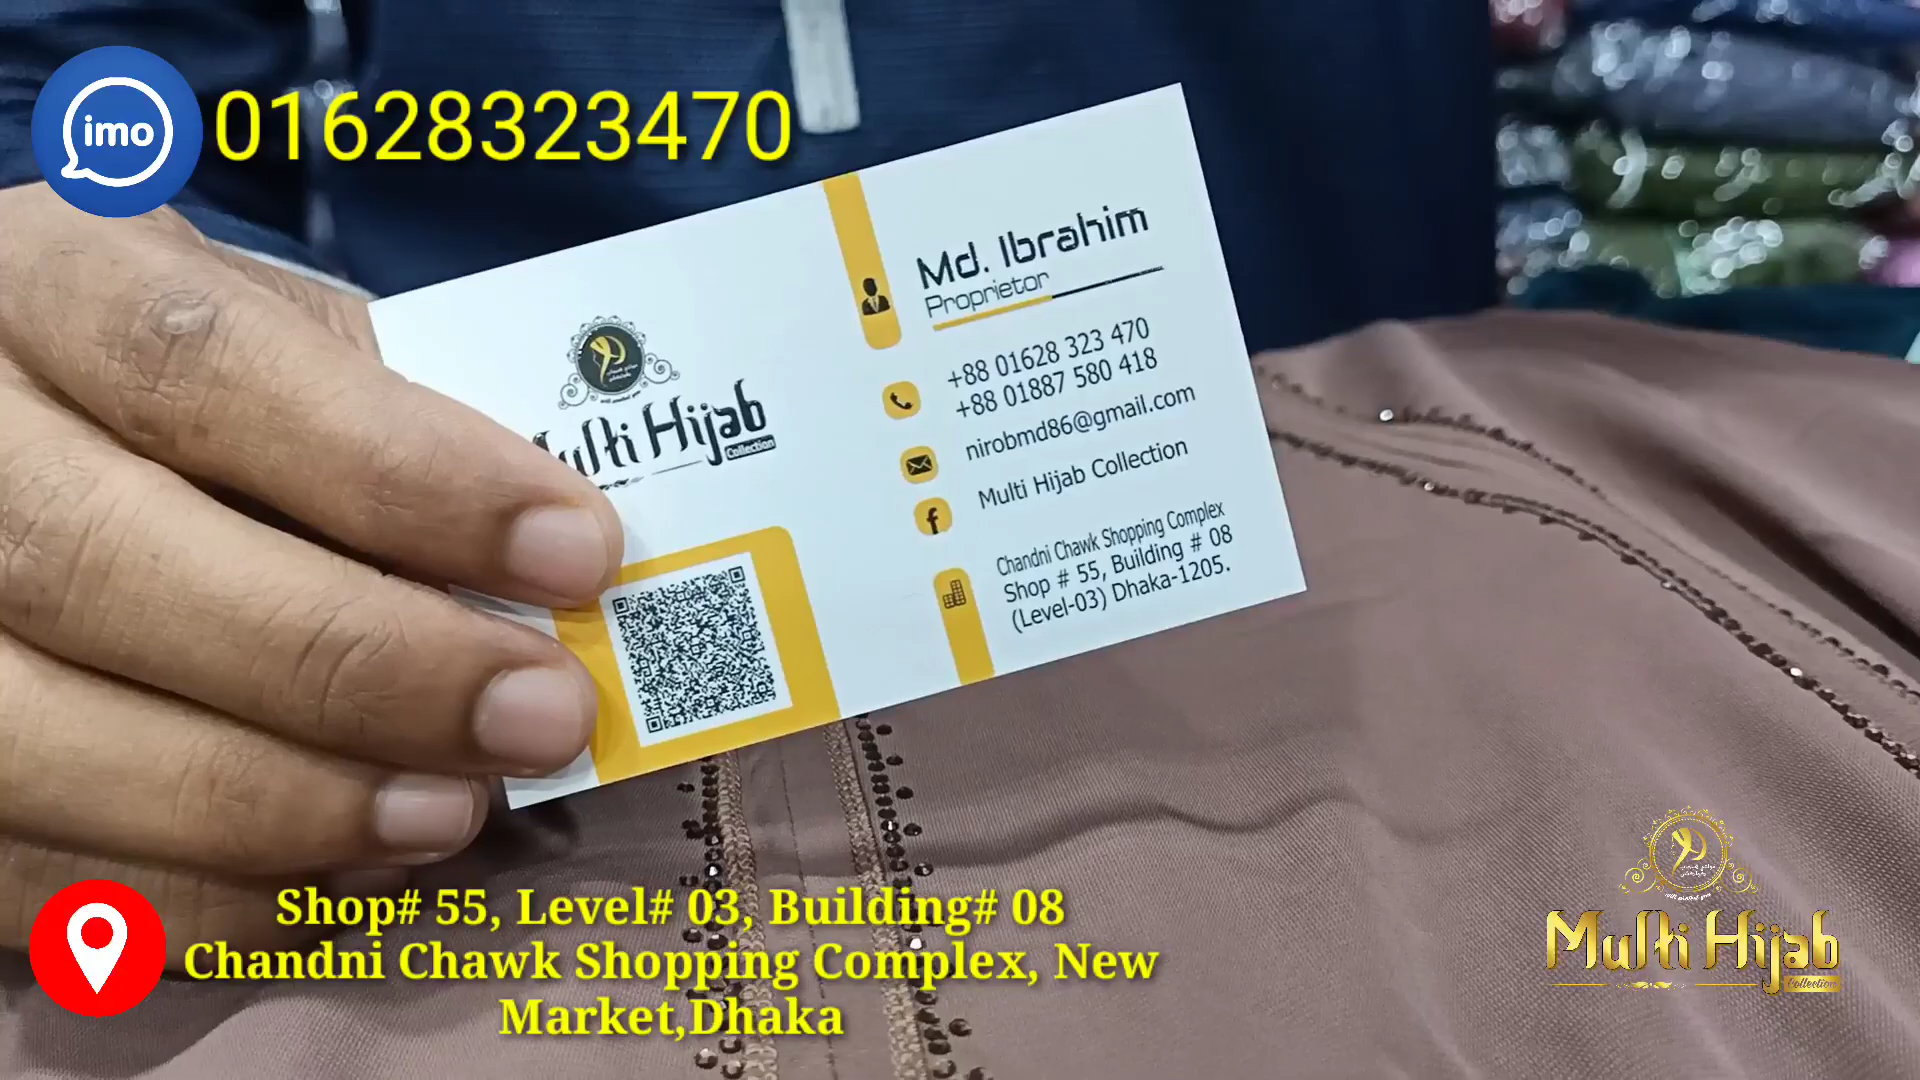 imo
01628323470
Multi Hijab
Collection
Md. Ibrahim
Proprietor
+88 01628 323 470
+88 01887 580 418
nirobmd86@gmail.com
Multi Hijab Collection
Chandni Chawk Shopping Complex
Shop # 55, Building # 08
(Level-03) Dhaka-1205.
Shop# 55, Level# 03, Building# 08
Chandni Chawk Shopping Complex, New
Market,Dhaka
Multi Hijab
Collection